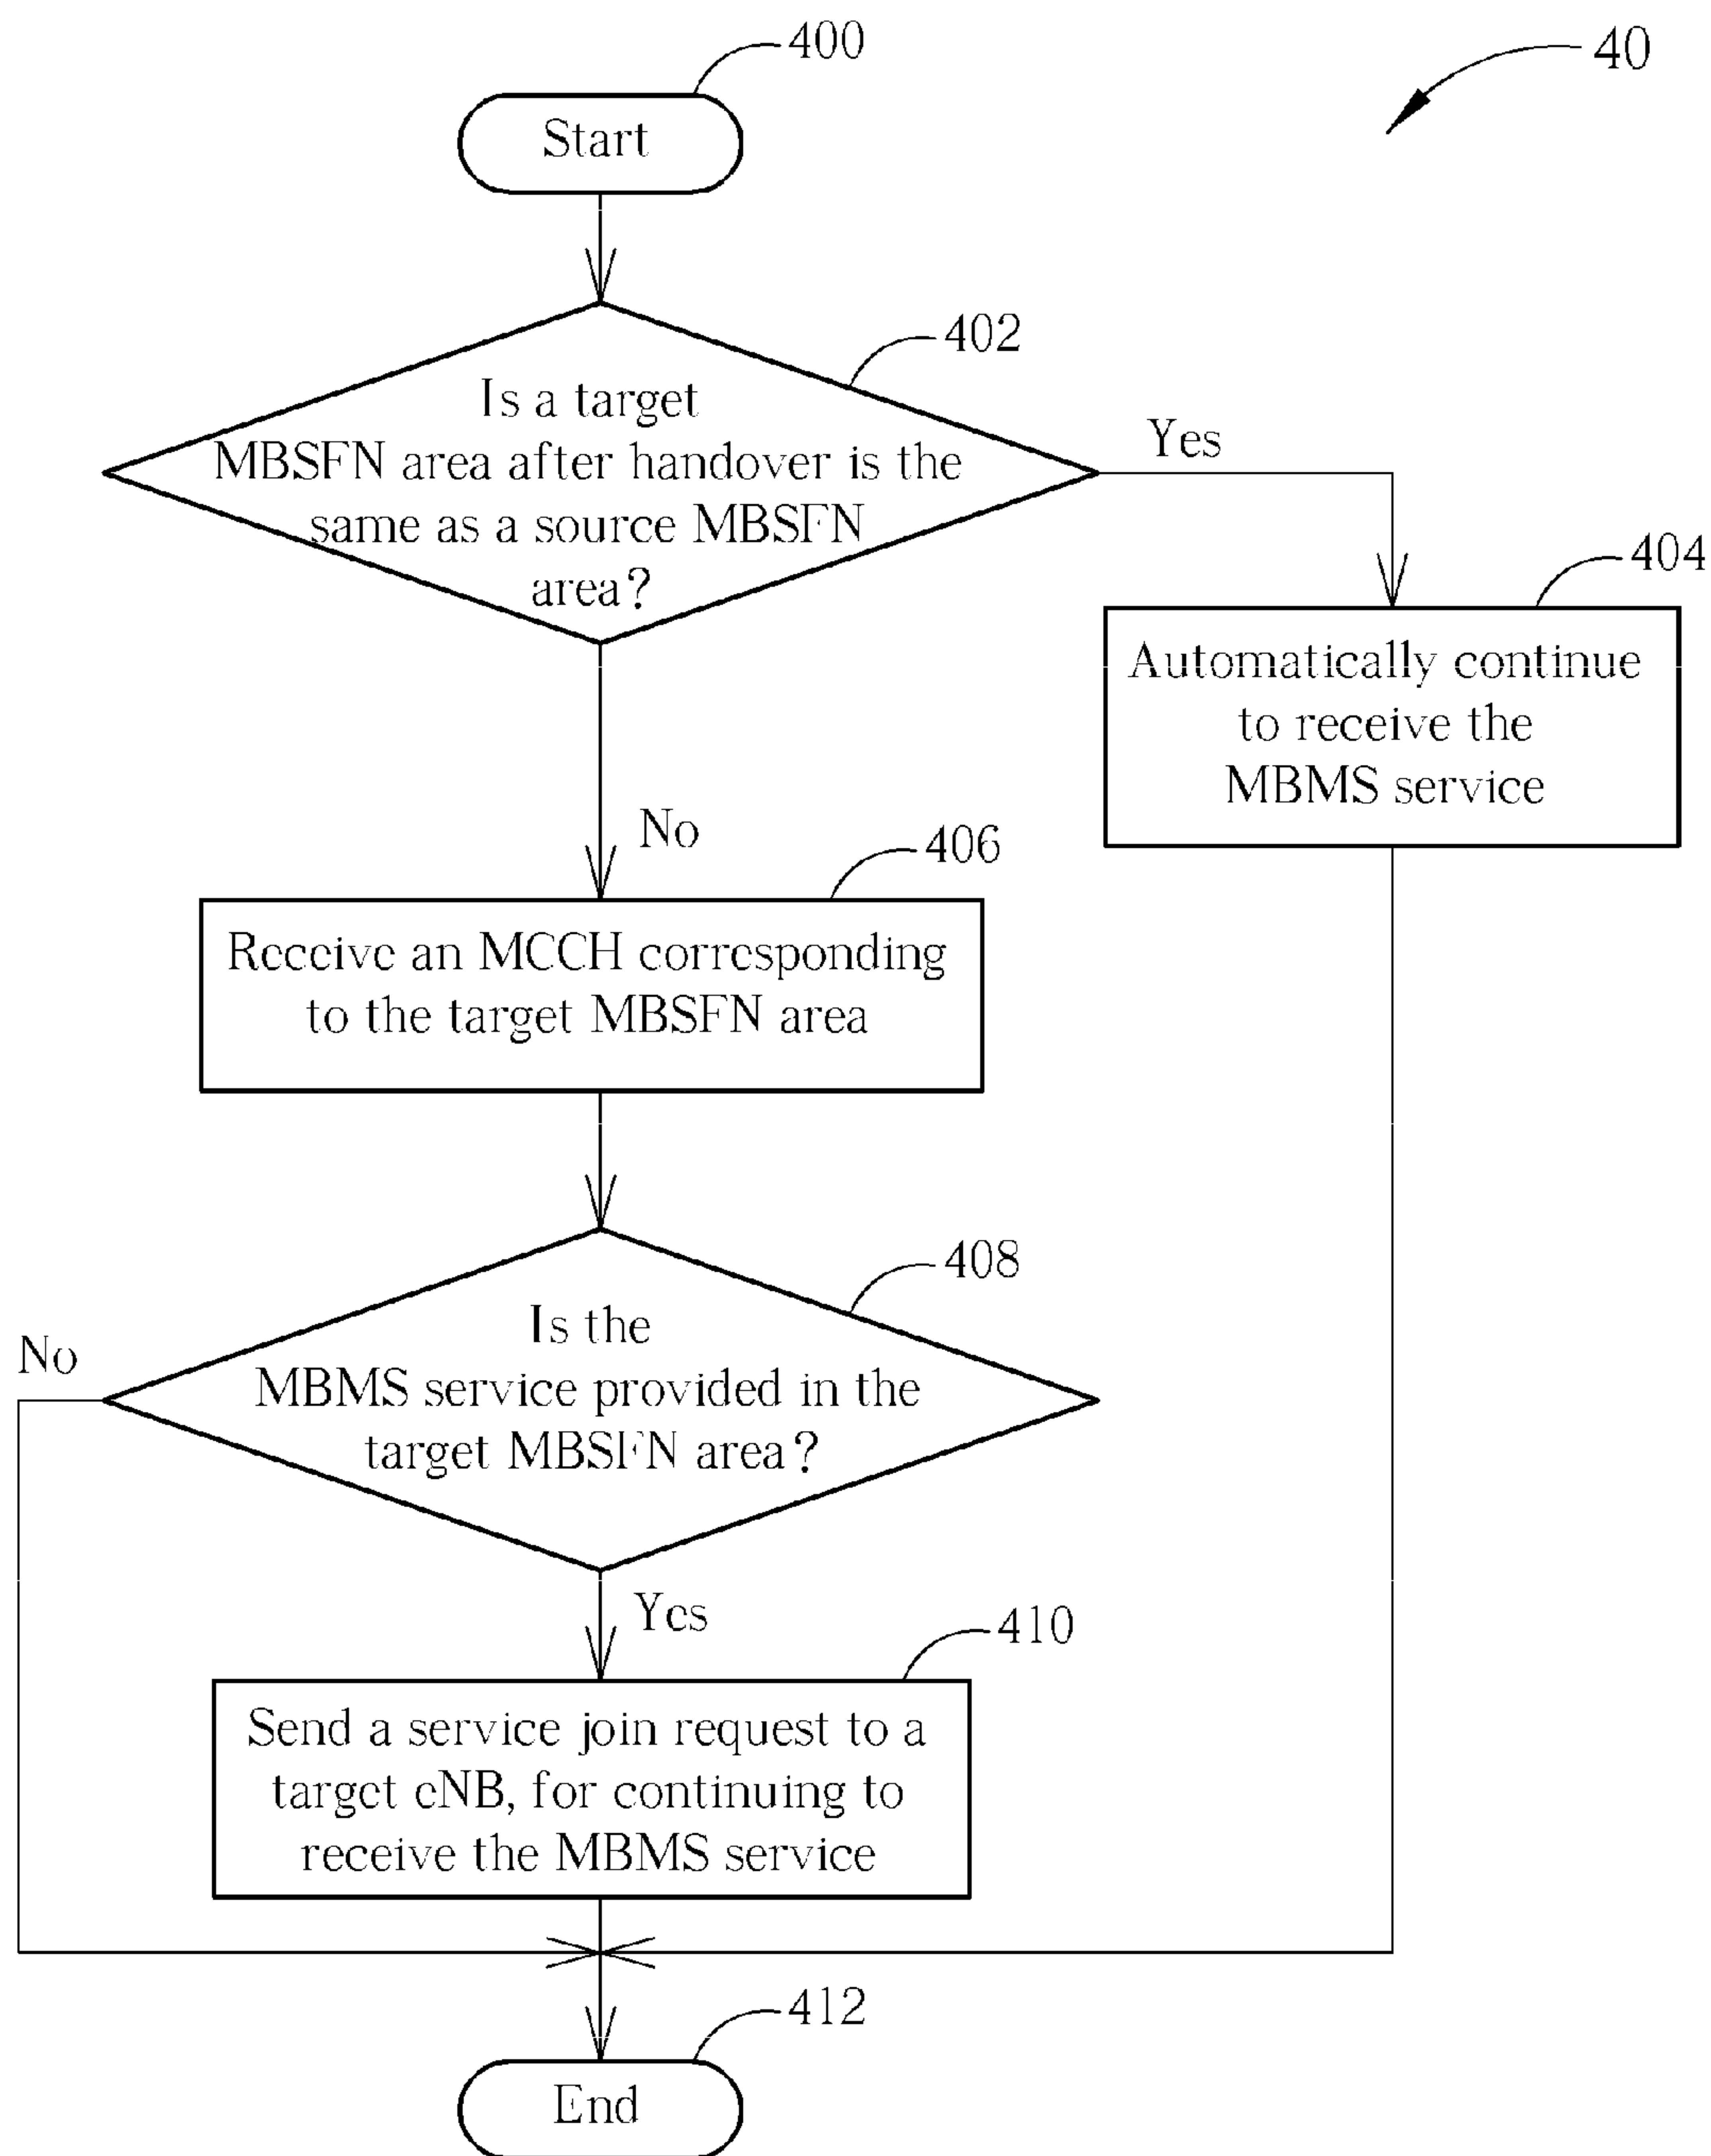 400
40
Start
402
Is a target
MBSFN area after handover is the
same as a source MBSFN
area?
Yes
404
Automatically continue
to receive the
MBMS service
No
406
Receive an MCCH corresponding
to the target MBSFN area
408
Is the
MBMS service provided in the
target MBSFN area?
No
Yes
410
Send a service join request to a
target eNB, for continuing to
receive the MBMS service
412
End